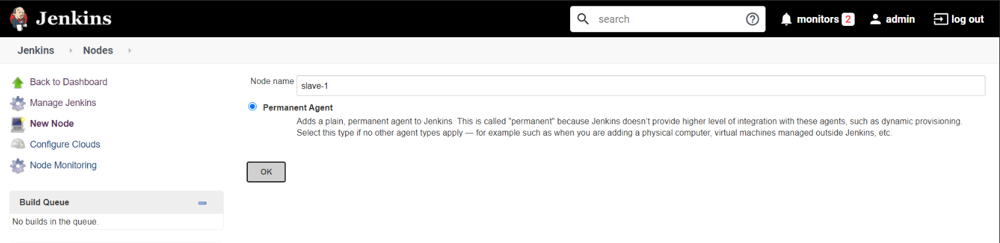 Jenkins
search
monitors 2
admin
log out
Jenkins
Nodes
Back to Dashboard
Manage Jenkins
New Node
Configure Clouds
Node Monitoring
Build Queue
No builds in the queue.
Node name slave-1
Permanent Agent
Adds a plain, permanent agent to Jenkins. This is called "permanent" because Jenkins doesn't provide higher level of integration with these agents, such as dynamic provisioning.
Select this type if no other agent types apply — for example such as when you are adding a physical computer, virtual machines managed outside Jenkins, etc.
OK